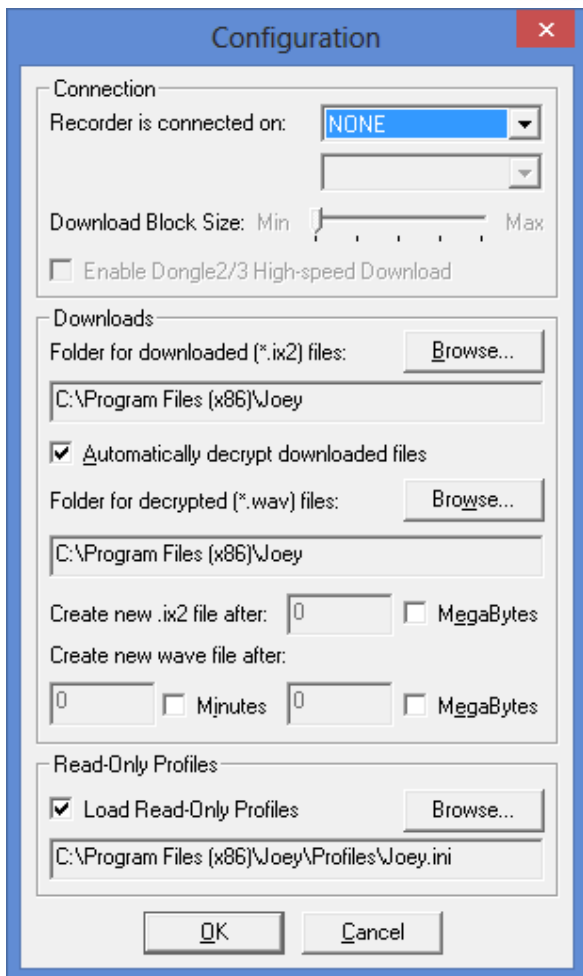 Configuration
Connection
Recorder is connected on: NONE
Download Block Size: Min Max
Enable Dongle2/3 High-speed Download
Downloads
Folder for downloaded (*.ix2) files: Browse...
C:\Program Files (x86)\Joey
Automatically decrypt downloaded files
Folder for decrypted (*.wav) files: Browse...
C:\Program Files (x86)\Joey
Create new .ix2 file after: 0 MegaBytes
Create new wave file after:
0 Minutes 0 MegaBytes
Read-Only Profiles
Load Read-Only Profiles Browse...
C:\Program Files (x86)\Joey\Profiles\Joey.ini
OK Cancel